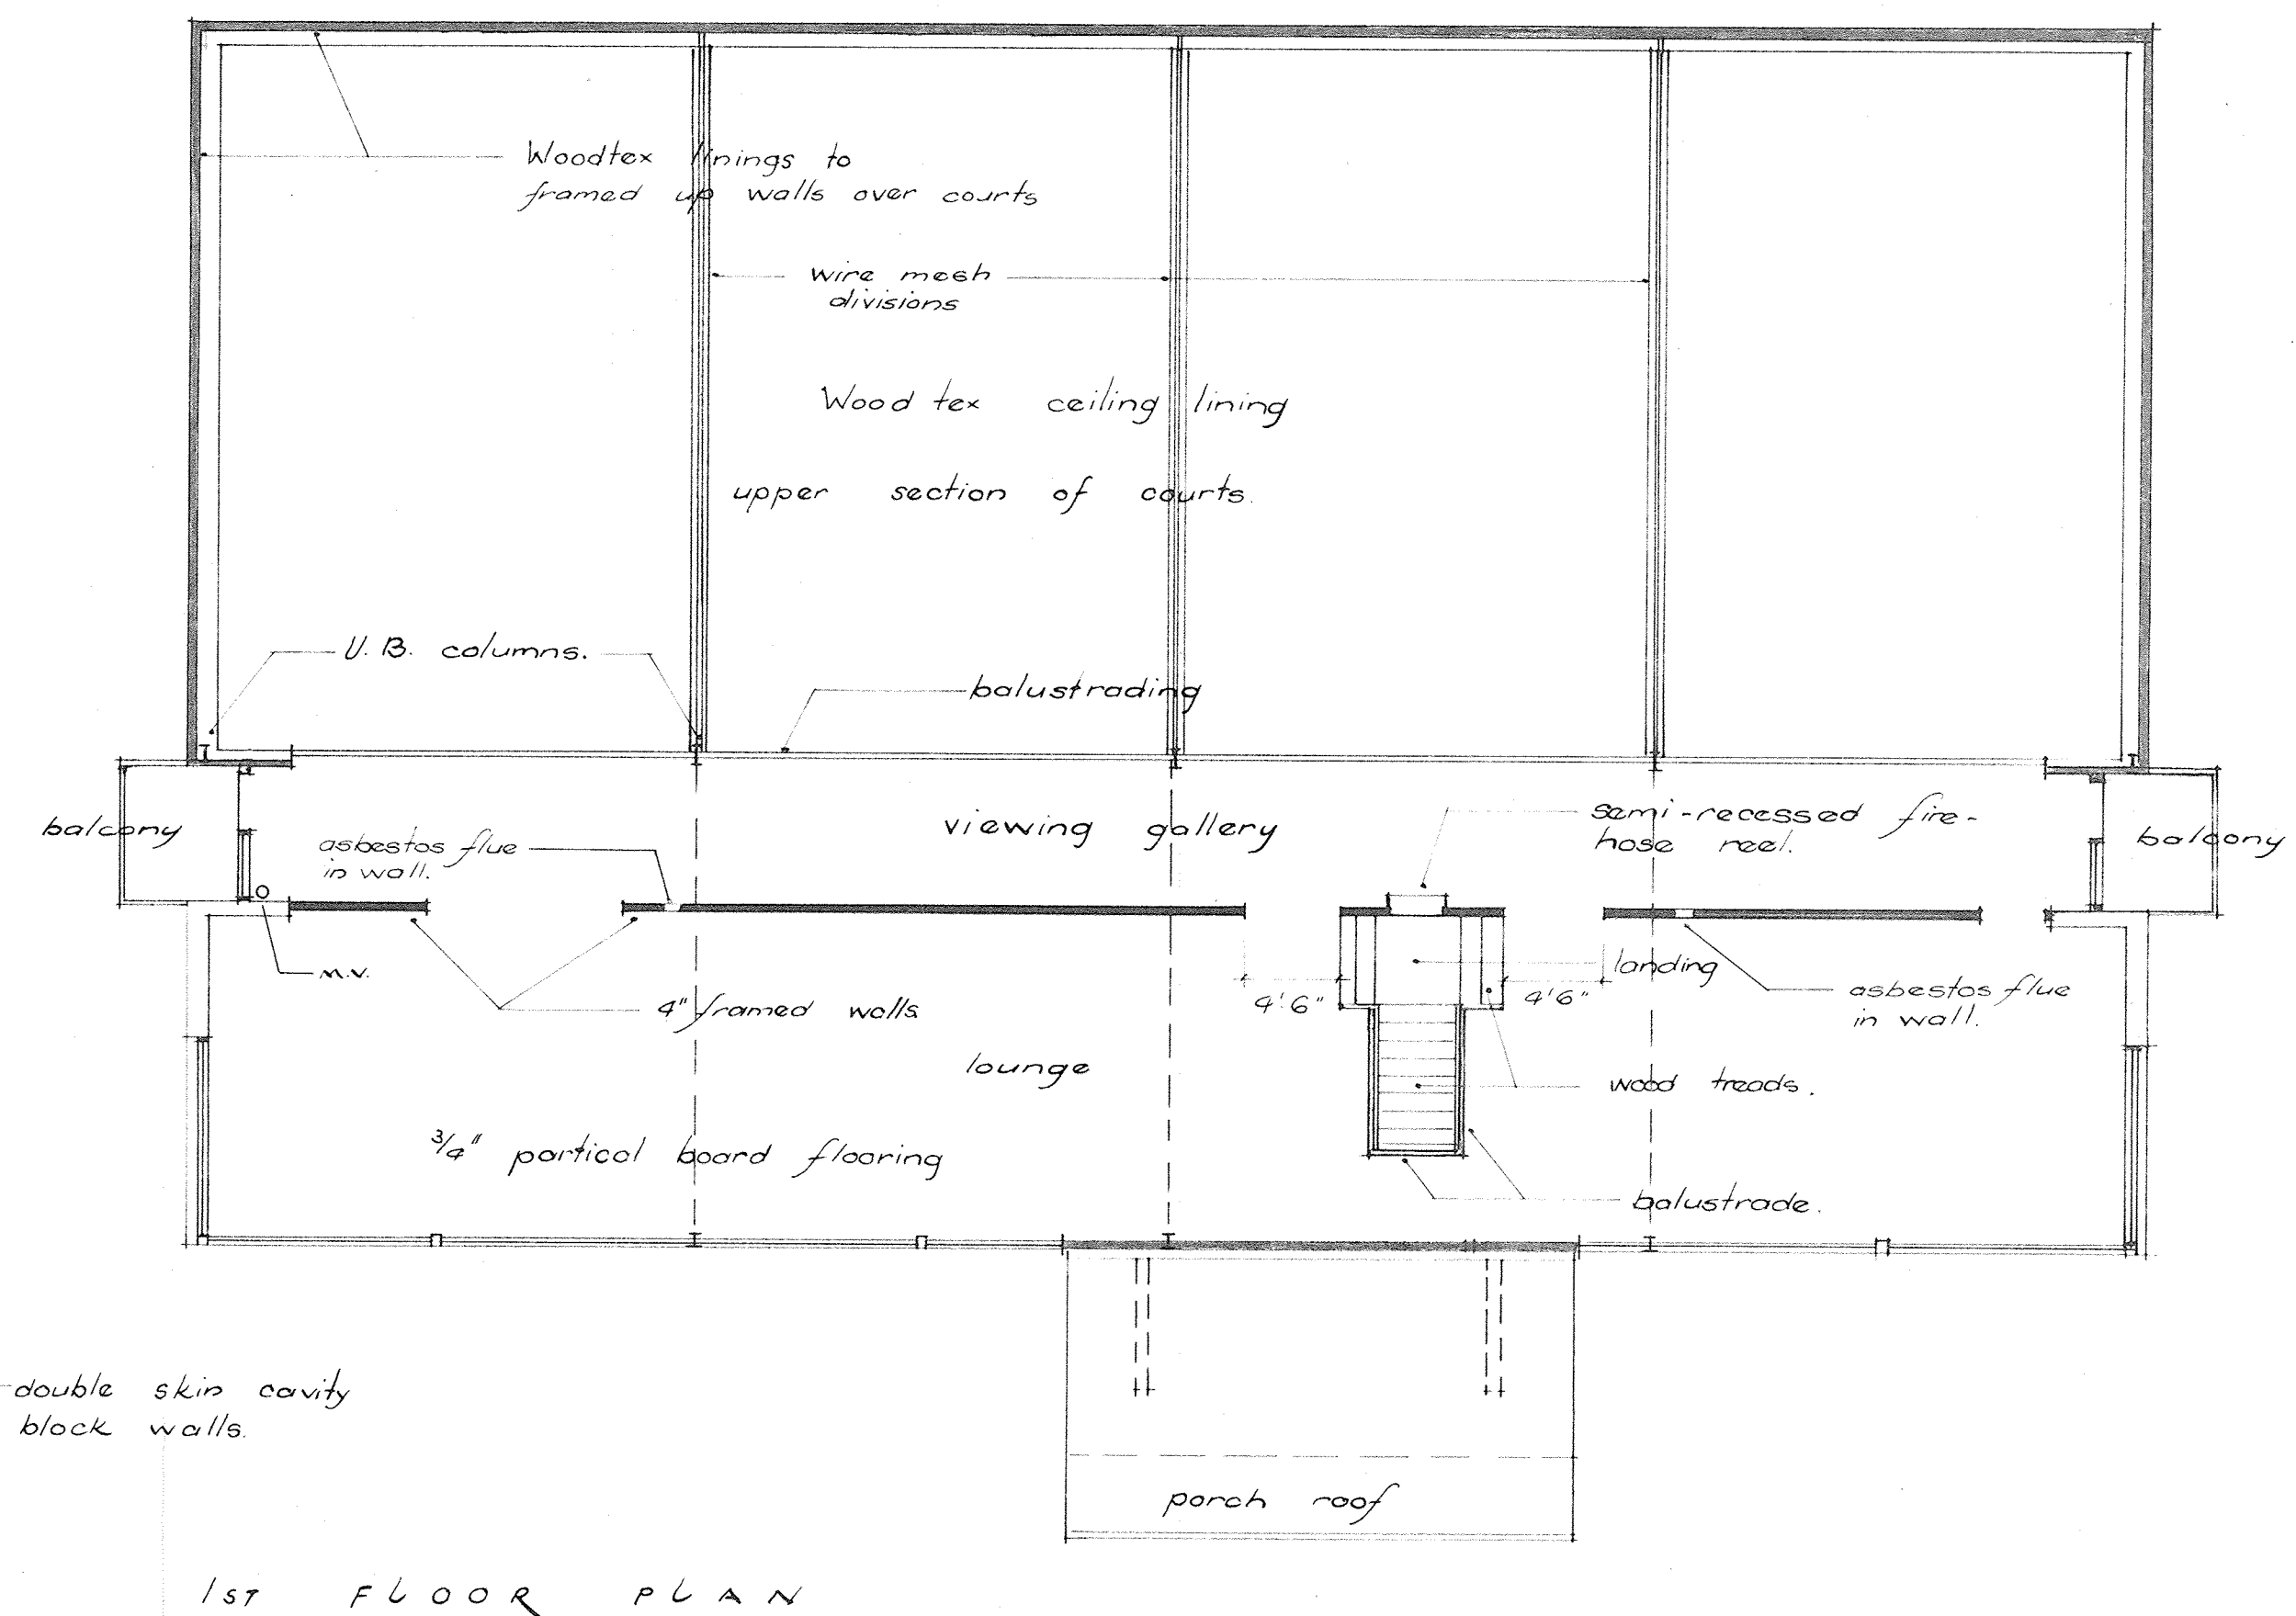 Woodtex linings to
framed up walls over courts
wire mesh
divisions
Wood tex ceiling lining
upper section of courts.
U.B. columns.
balustrading
balcony
asbestos flue
in wall.
viewing gallery
semi-recessed fire-
hose reel.
balcony
M.V.
4" framed walls
4'6"
4'6"
landing
asbestos flue
in wall.
lounge
wood treads.
3/4" partical board flooring
balustrade.
double skin cavity
block walls.
porch roof
1ST FLOOR PLAN